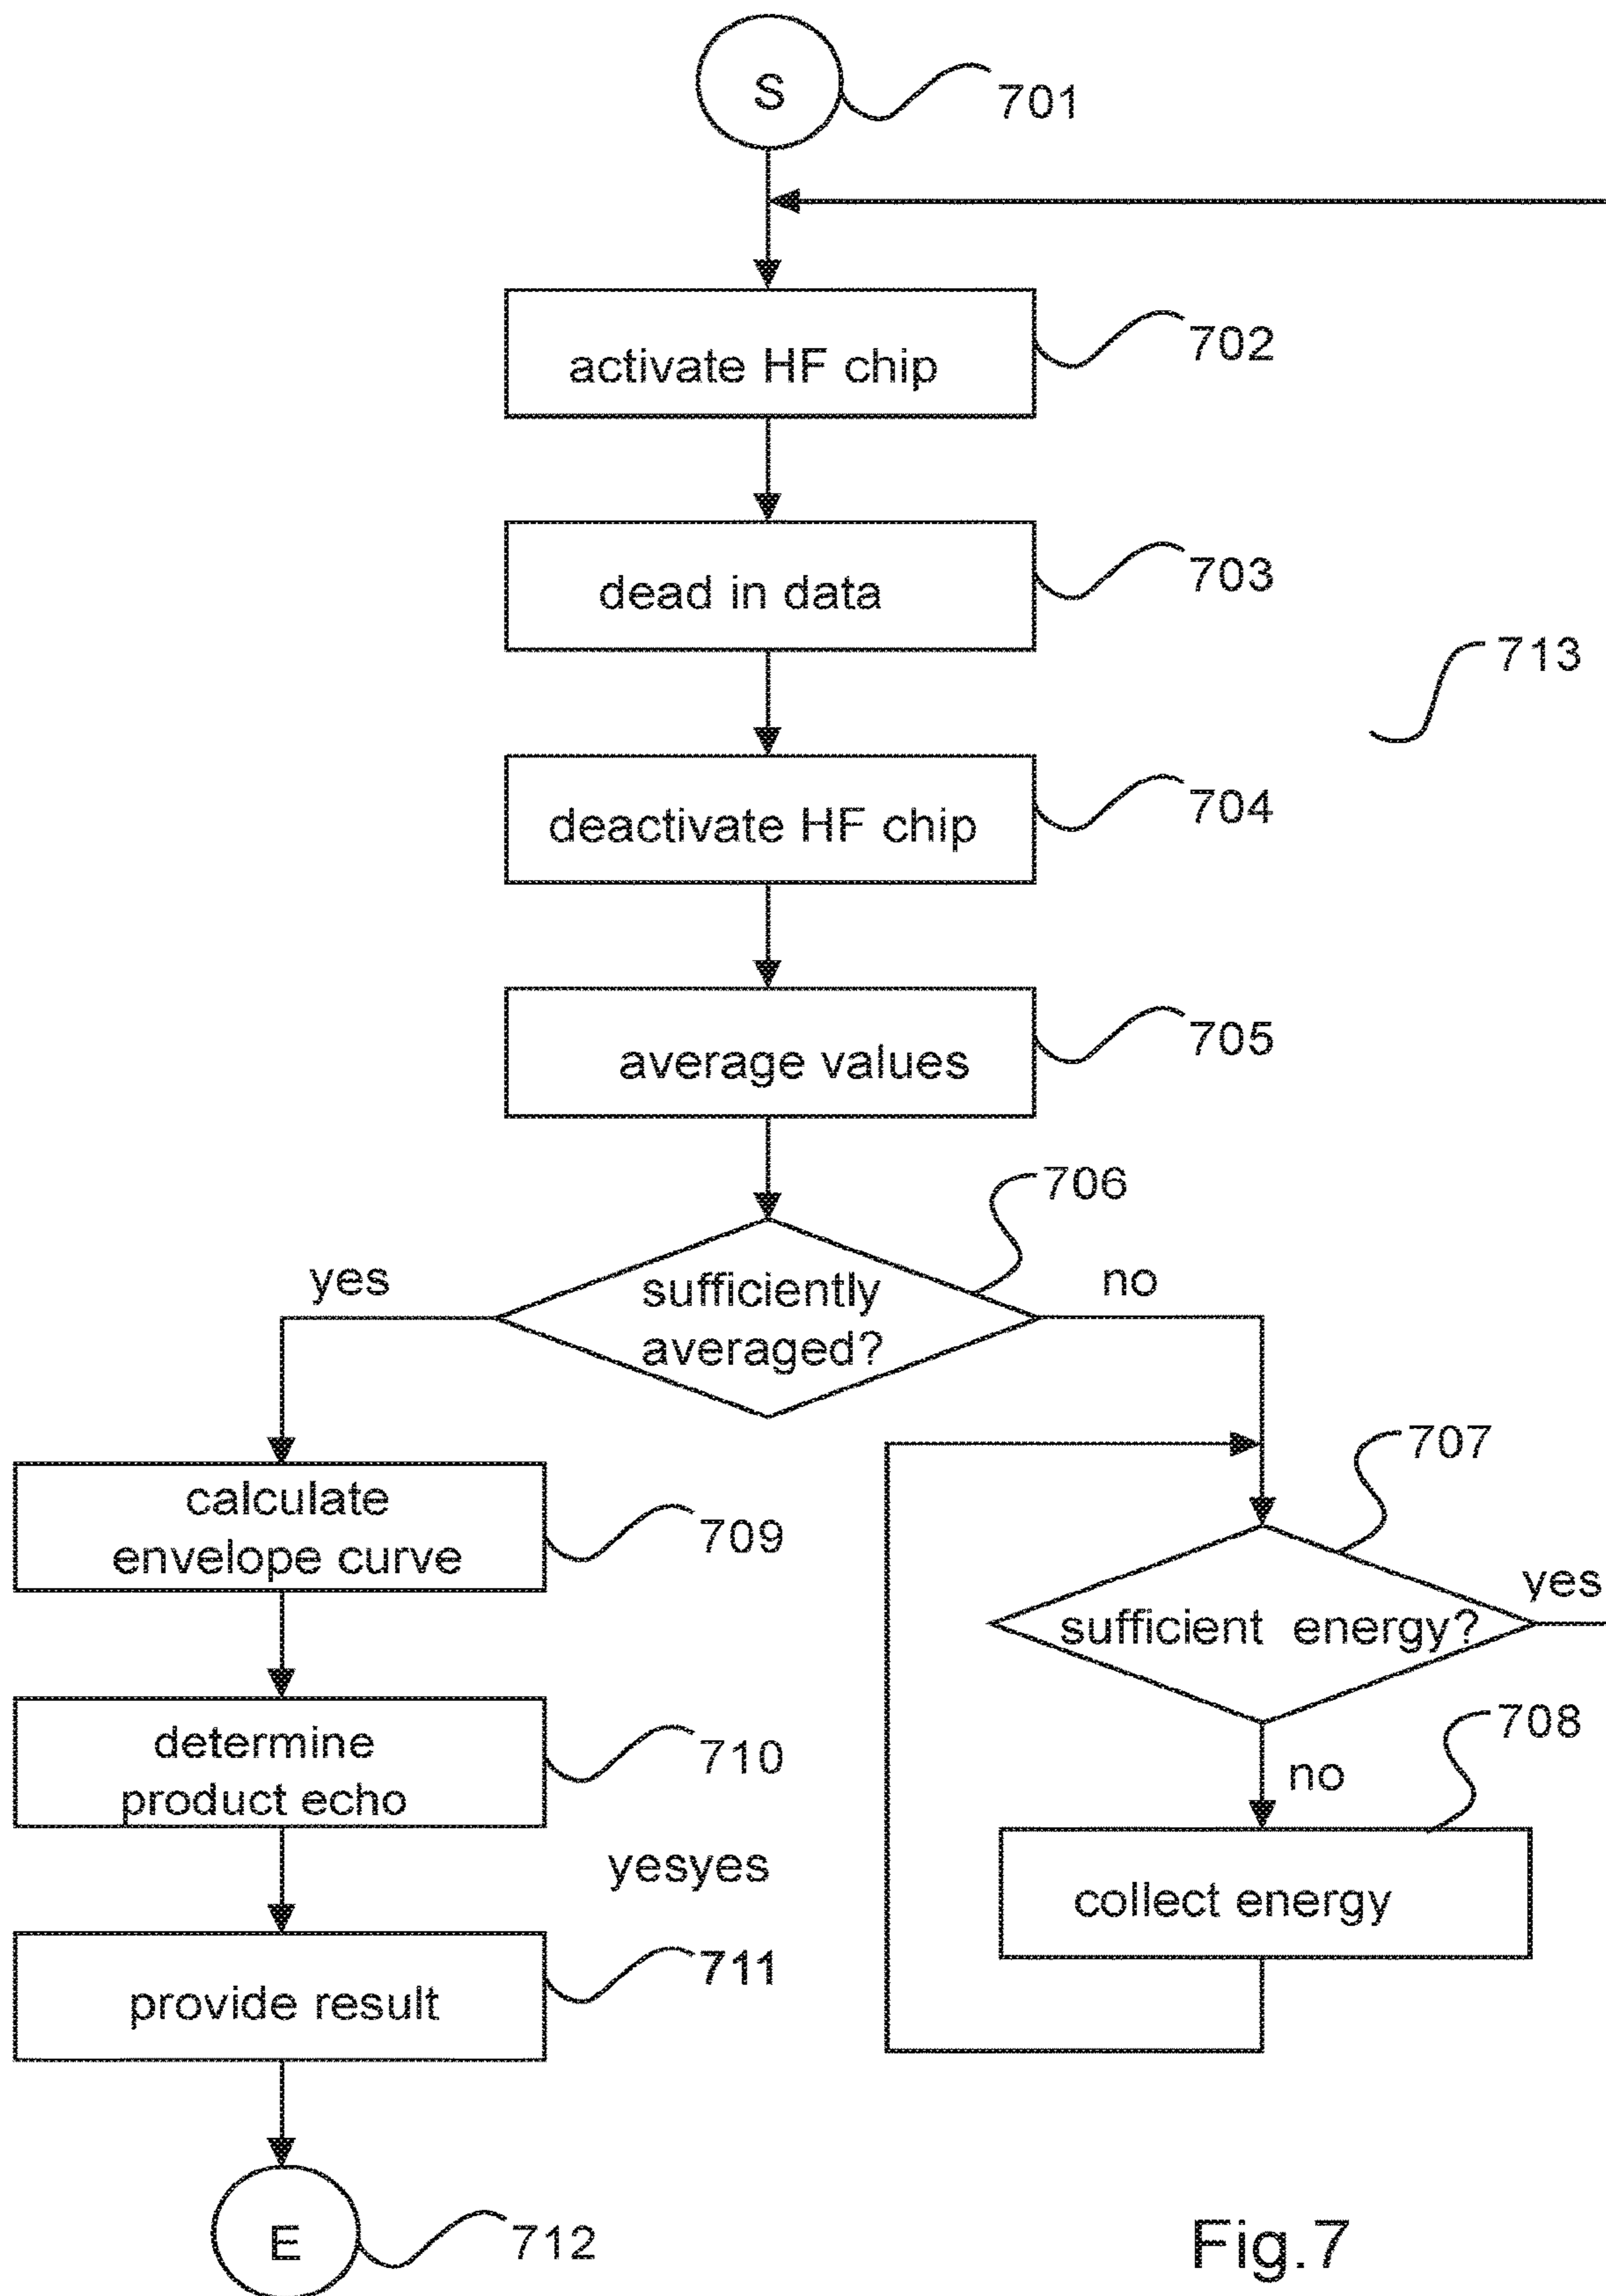 S
701
activate HF chip
702
dead in data
703
713
deactivate HF chip
704
average values
705
706
yes
sufficiently
averaged?
no
707
calculate
envelope curve
709
yes
sufficient energy?
708
determine
product echo
710
no
yesyes
collect energy
provide result
711
E
712
Fig.7